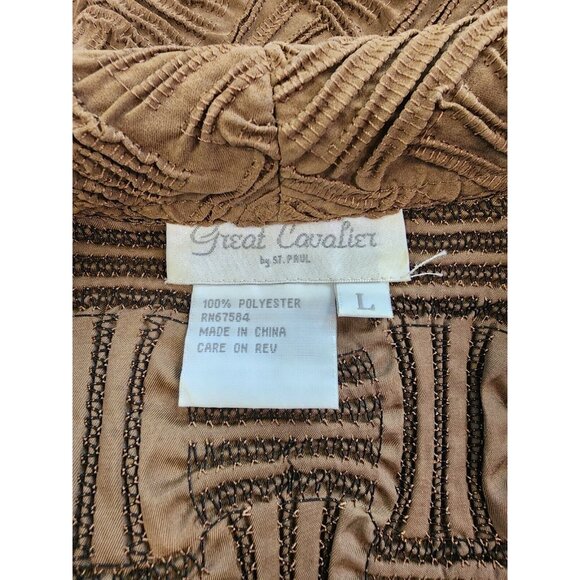 great Cavalier
by ST. PAUL
L
100% POLYESTER
RN67584
MADE IN CHINA
CARE ON REV